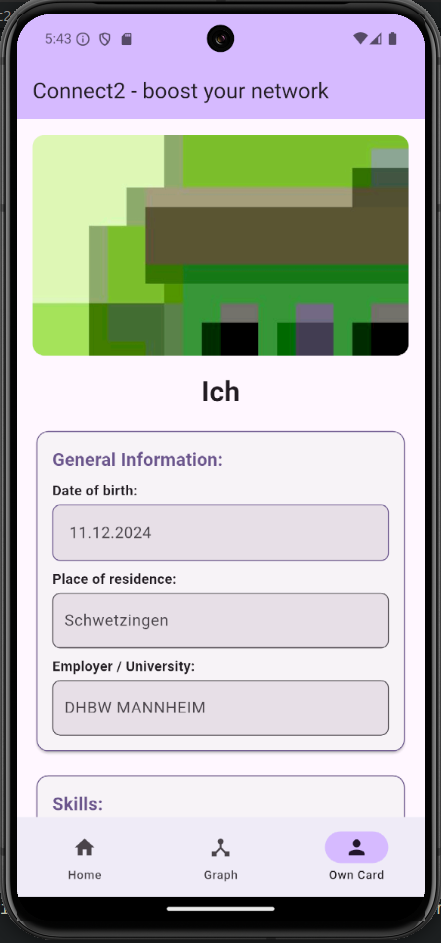 5:43
Connect2 - boost your network
Ich
General Information:
Date of birth:
11.12.2024
Place of residence:
Schwetzingen
Employer / University:
DHBW MANNHEIM
Skills:
Home Graph Own Card